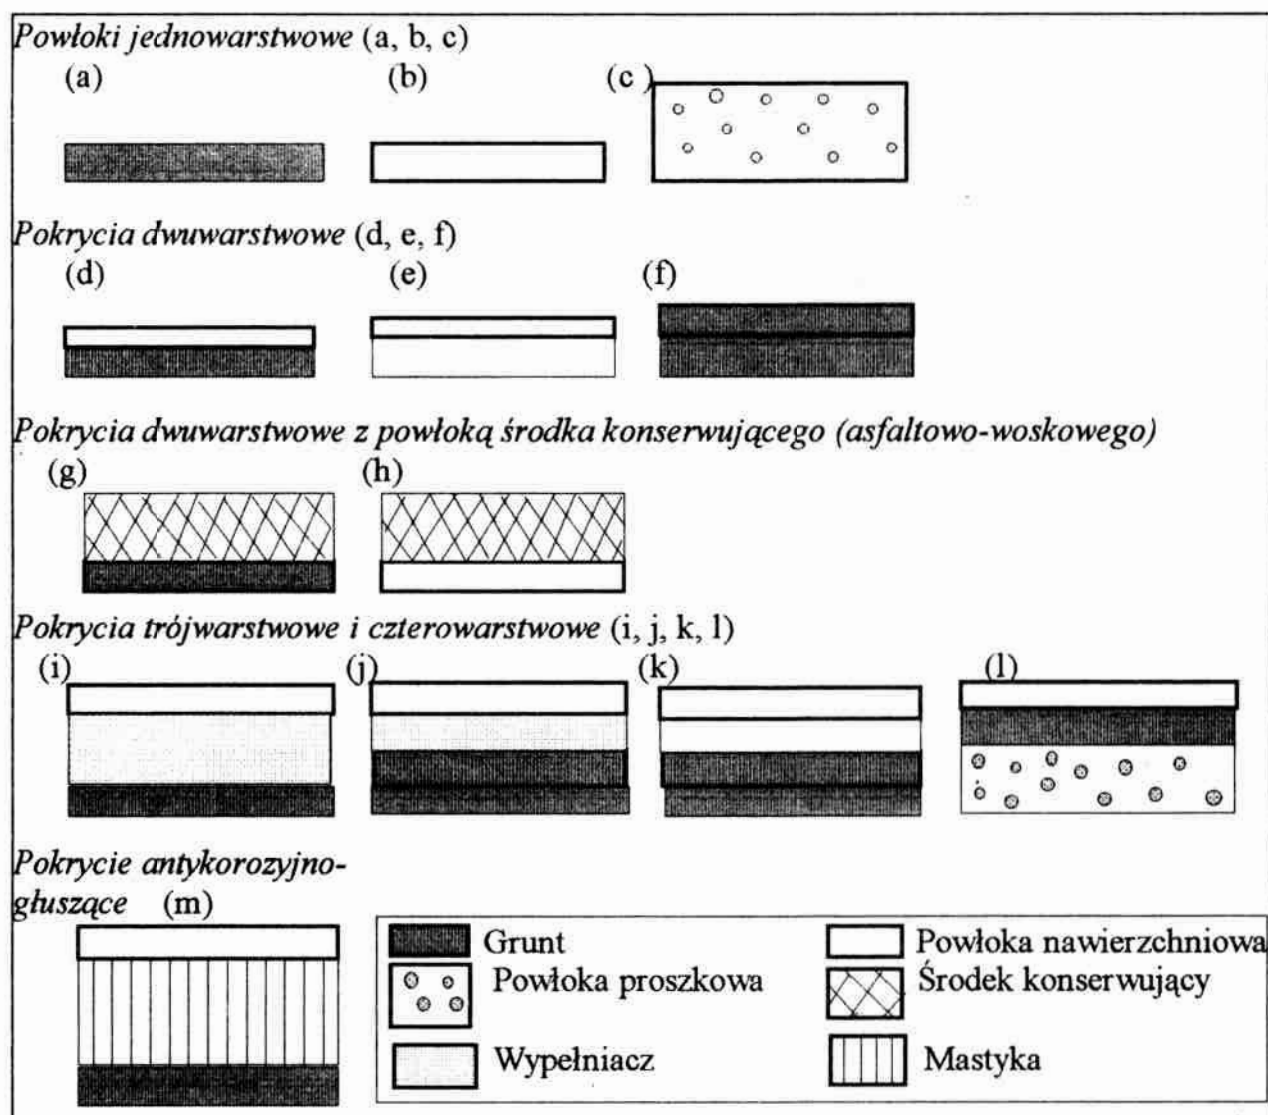 Powłoki jednowarstwowe (a, b, c)
(a) (b) (c )
Pokrycia dwuwarstwowe (d, e, f)
(d) (e) (f)
Pokrycia dwuwarstwowe z powłoką środka konserwującego (asfaltowo-woskowego)
(g) (h)
Pokrycia trójwarstwowe i czterowarstwowe (i, j, k, l)
(i) (j) (k) (l)
Pokrycie antykorozyjno-
głuszące (m)
Grunt
Powłoka nawierzchniowa
Powłoka proszkowa
Środek konserwujący
Wypełniacz
Mastyka